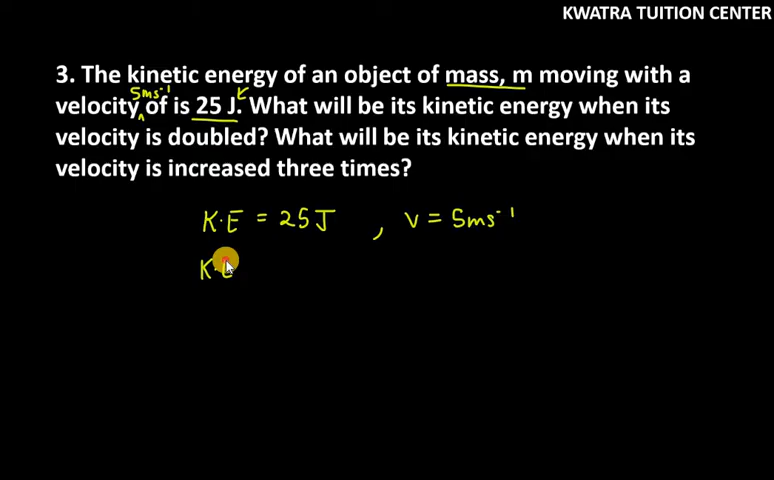 KWATRA TUITION CENTER
3. The kinetic energy of an object of mass, m moving with a
5ms⁻¹
velocity of is 25 J. What will be its kinetic energy when its
velocity is doubled? What will be its kinetic energy when its
velocity is increased three times?
K.E = 25J , v = 5ms⁻¹
K.E